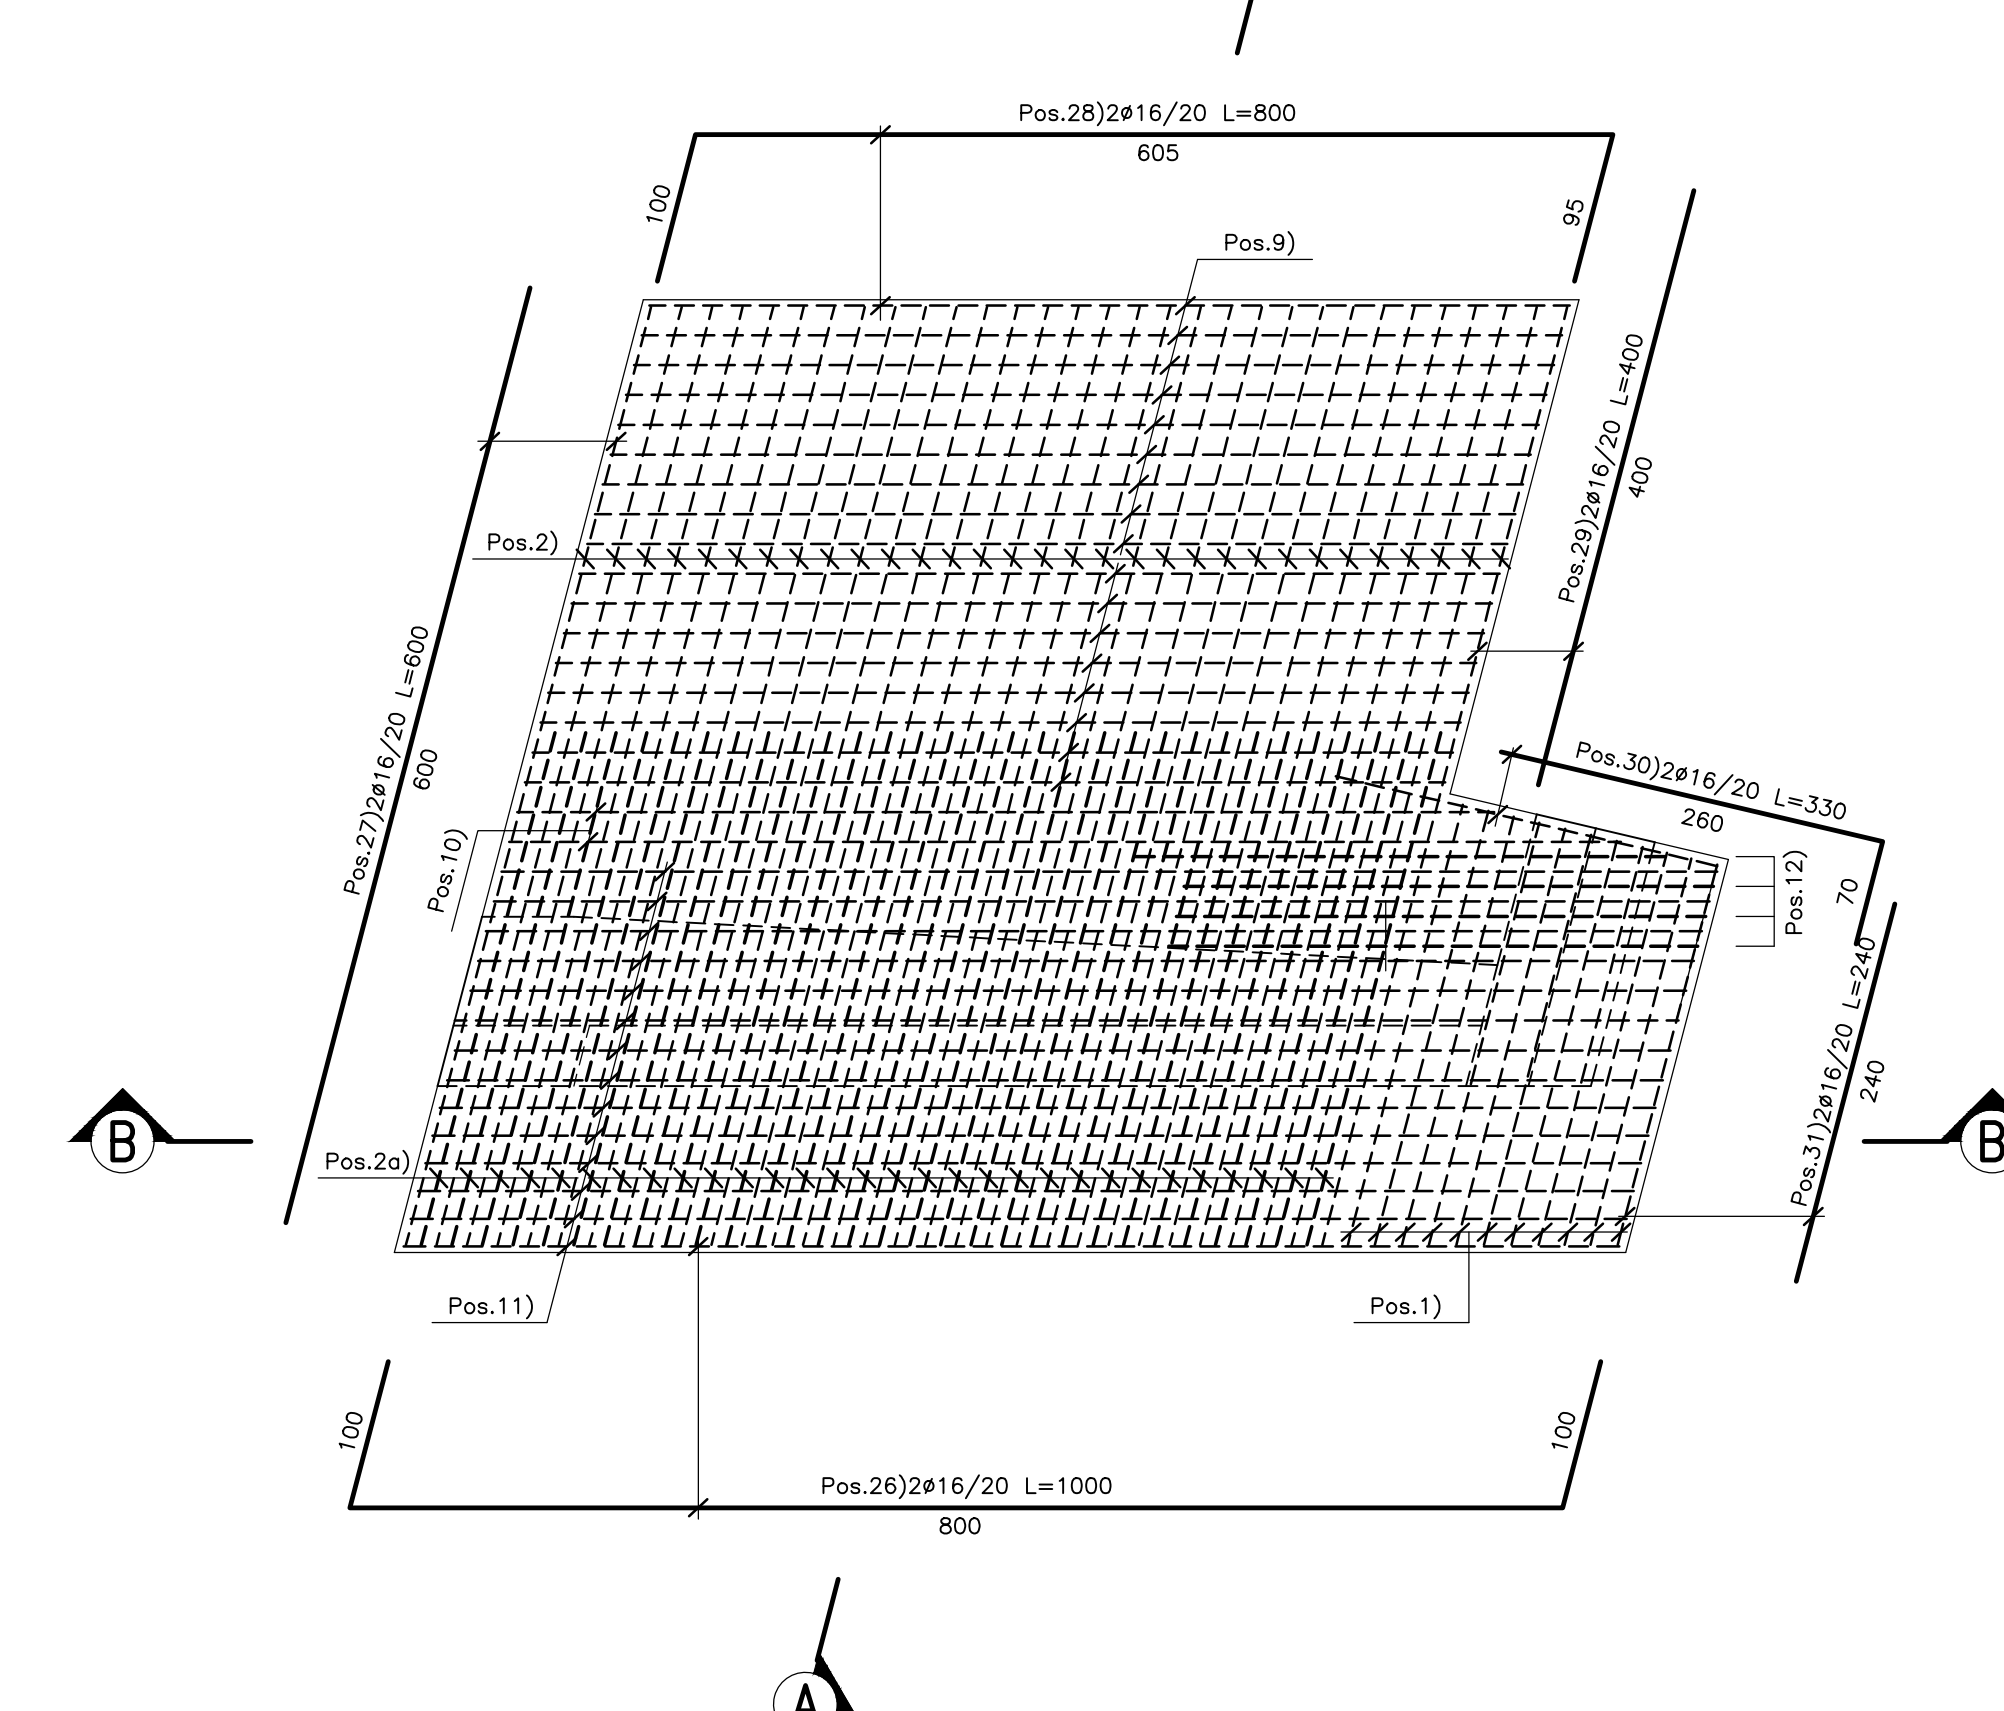 Pos.28)2ø16/20 L=800
605
100
95
Pos.9)
Pos.29)2ø16/20 L=400
400
Pos.2)
Pos.27)2ø16/20 L=600
600
Pos.30)2ø16/20 L=330
260
Pos.10)
Pos.12)
70
Pos.31)2ø16/20 L=240
240
B
B
Pos.2a)
Pos.11)
Pos.1)
100
100
Pos.26)2ø16/20 L=1000
800
A